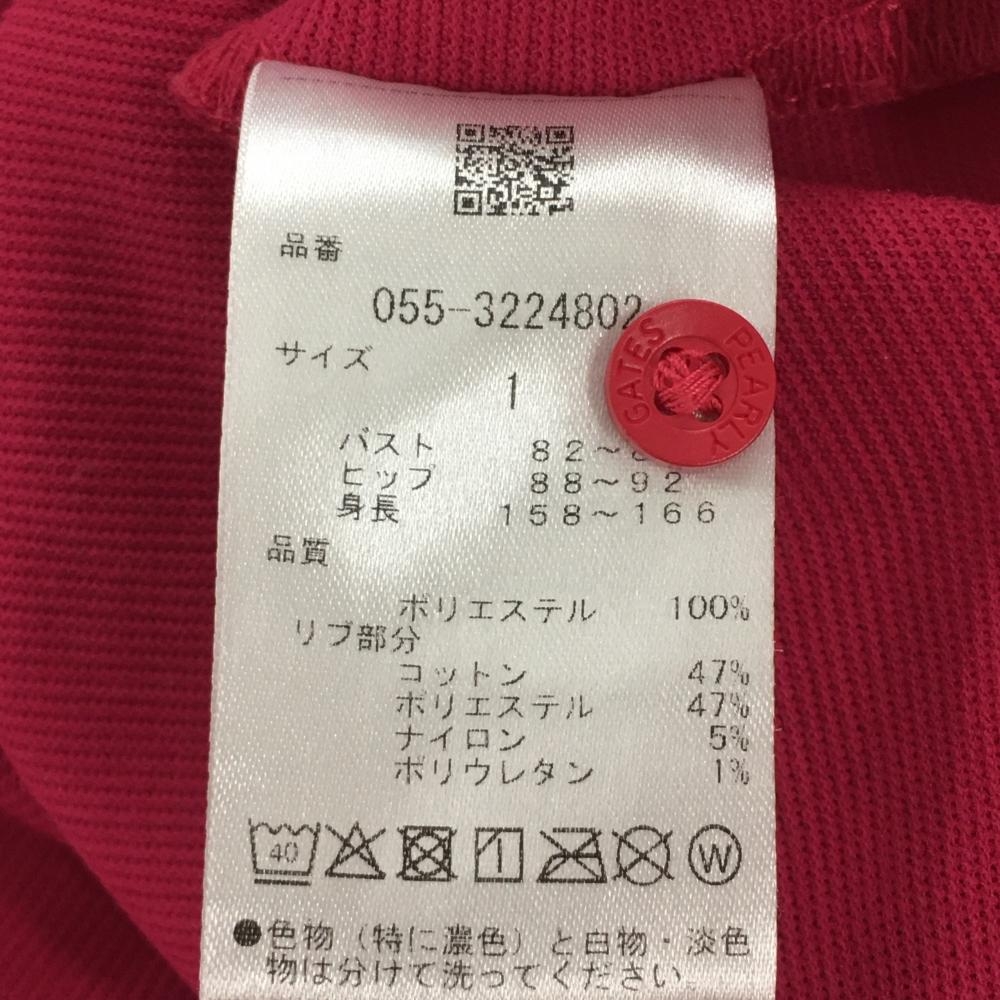 品番
055-3224802
サイズ
1
PEARLY GATES
バスト 82～
ヒップ 88～92
身長 158～166
品質
ポリエステル 100%
リブ部分
コットン 47%
ポリエステル 47%
ナイロン 5%
ポリウレタン 1%
40
W
●色物（特に濃色）と白物・淡色
物は分けて洗ってください。